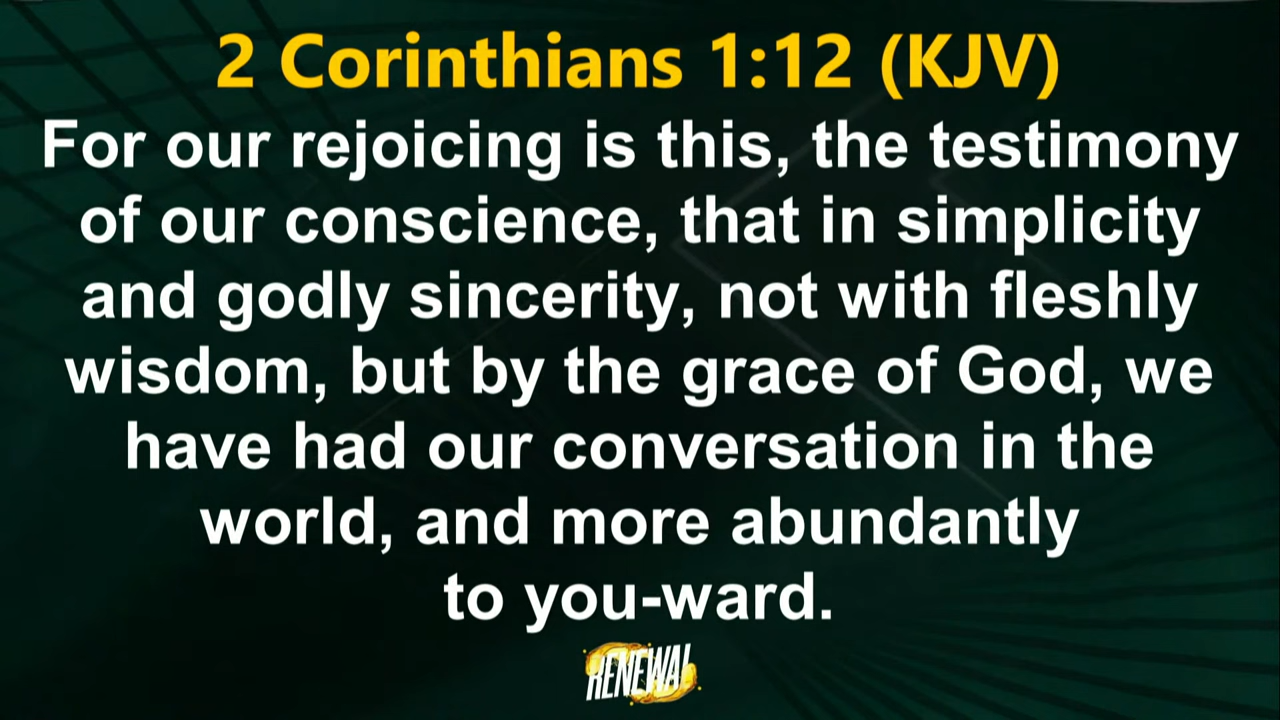 2 Corinthians 1:12 (KJV)
For our rejoicing is this, the testimony
of our conscience, that in simplicity
and godly sincerity, not with fleshly
wisdom, but by the grace of God, we
have had our conversation in the
world, and more abundantly
to you-ward.
RENEWAL